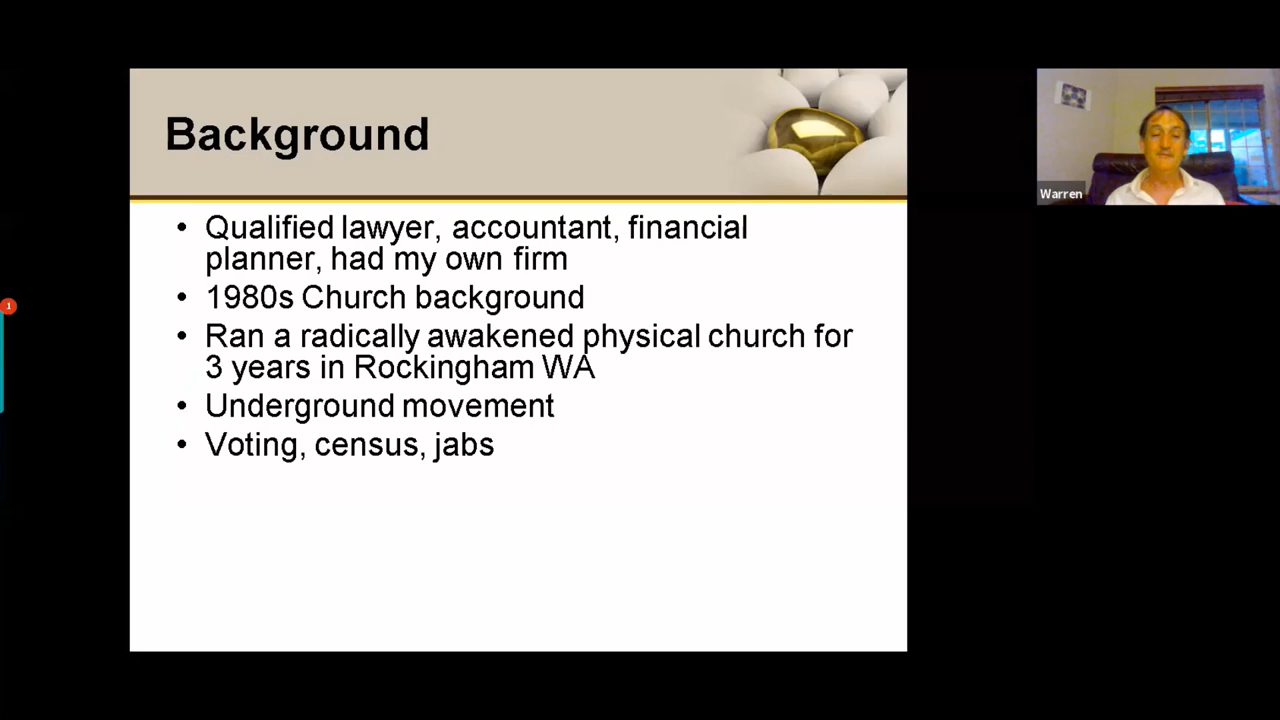 Background
• Qualified lawyer, accountant, financial
planner, had my own firm
• 1980s Church background
• Ran a radically awakened physical church for
3 years in Rockingham WA
• Underground movement
• Voting, census, jabs
Warren
1